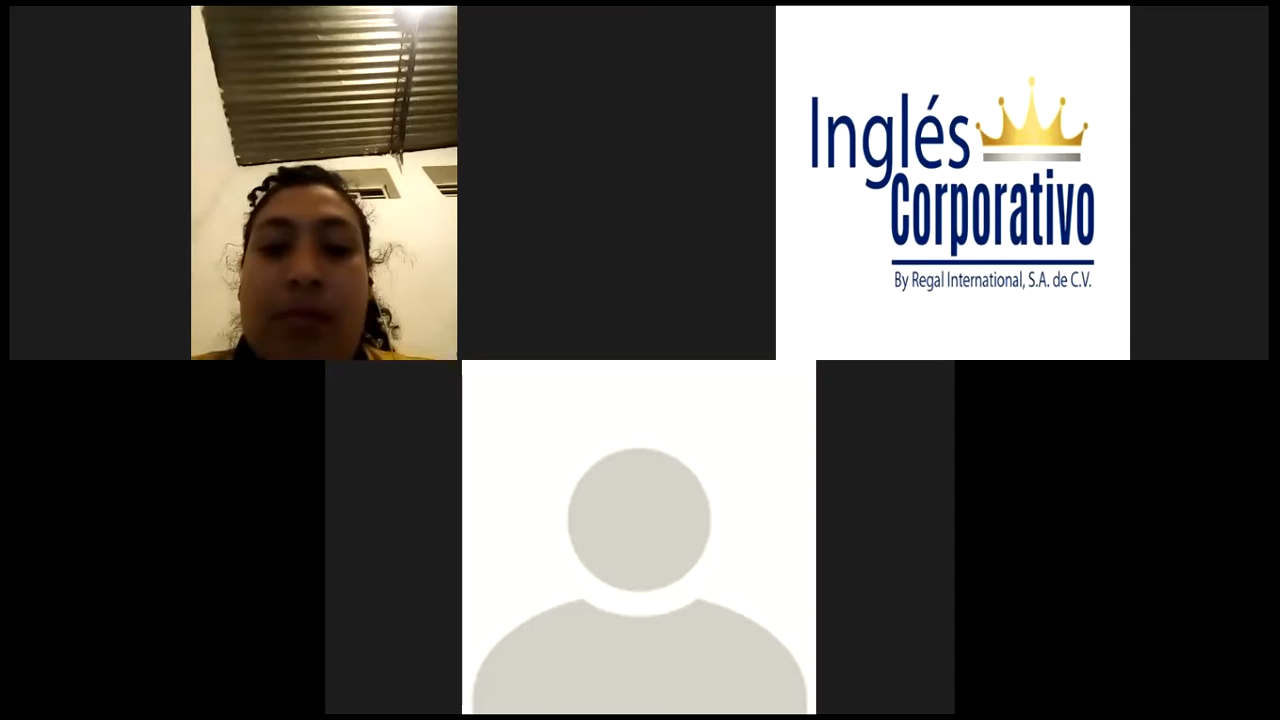 Inglés
Corporativo
By Regal International, S.A. de C.V.